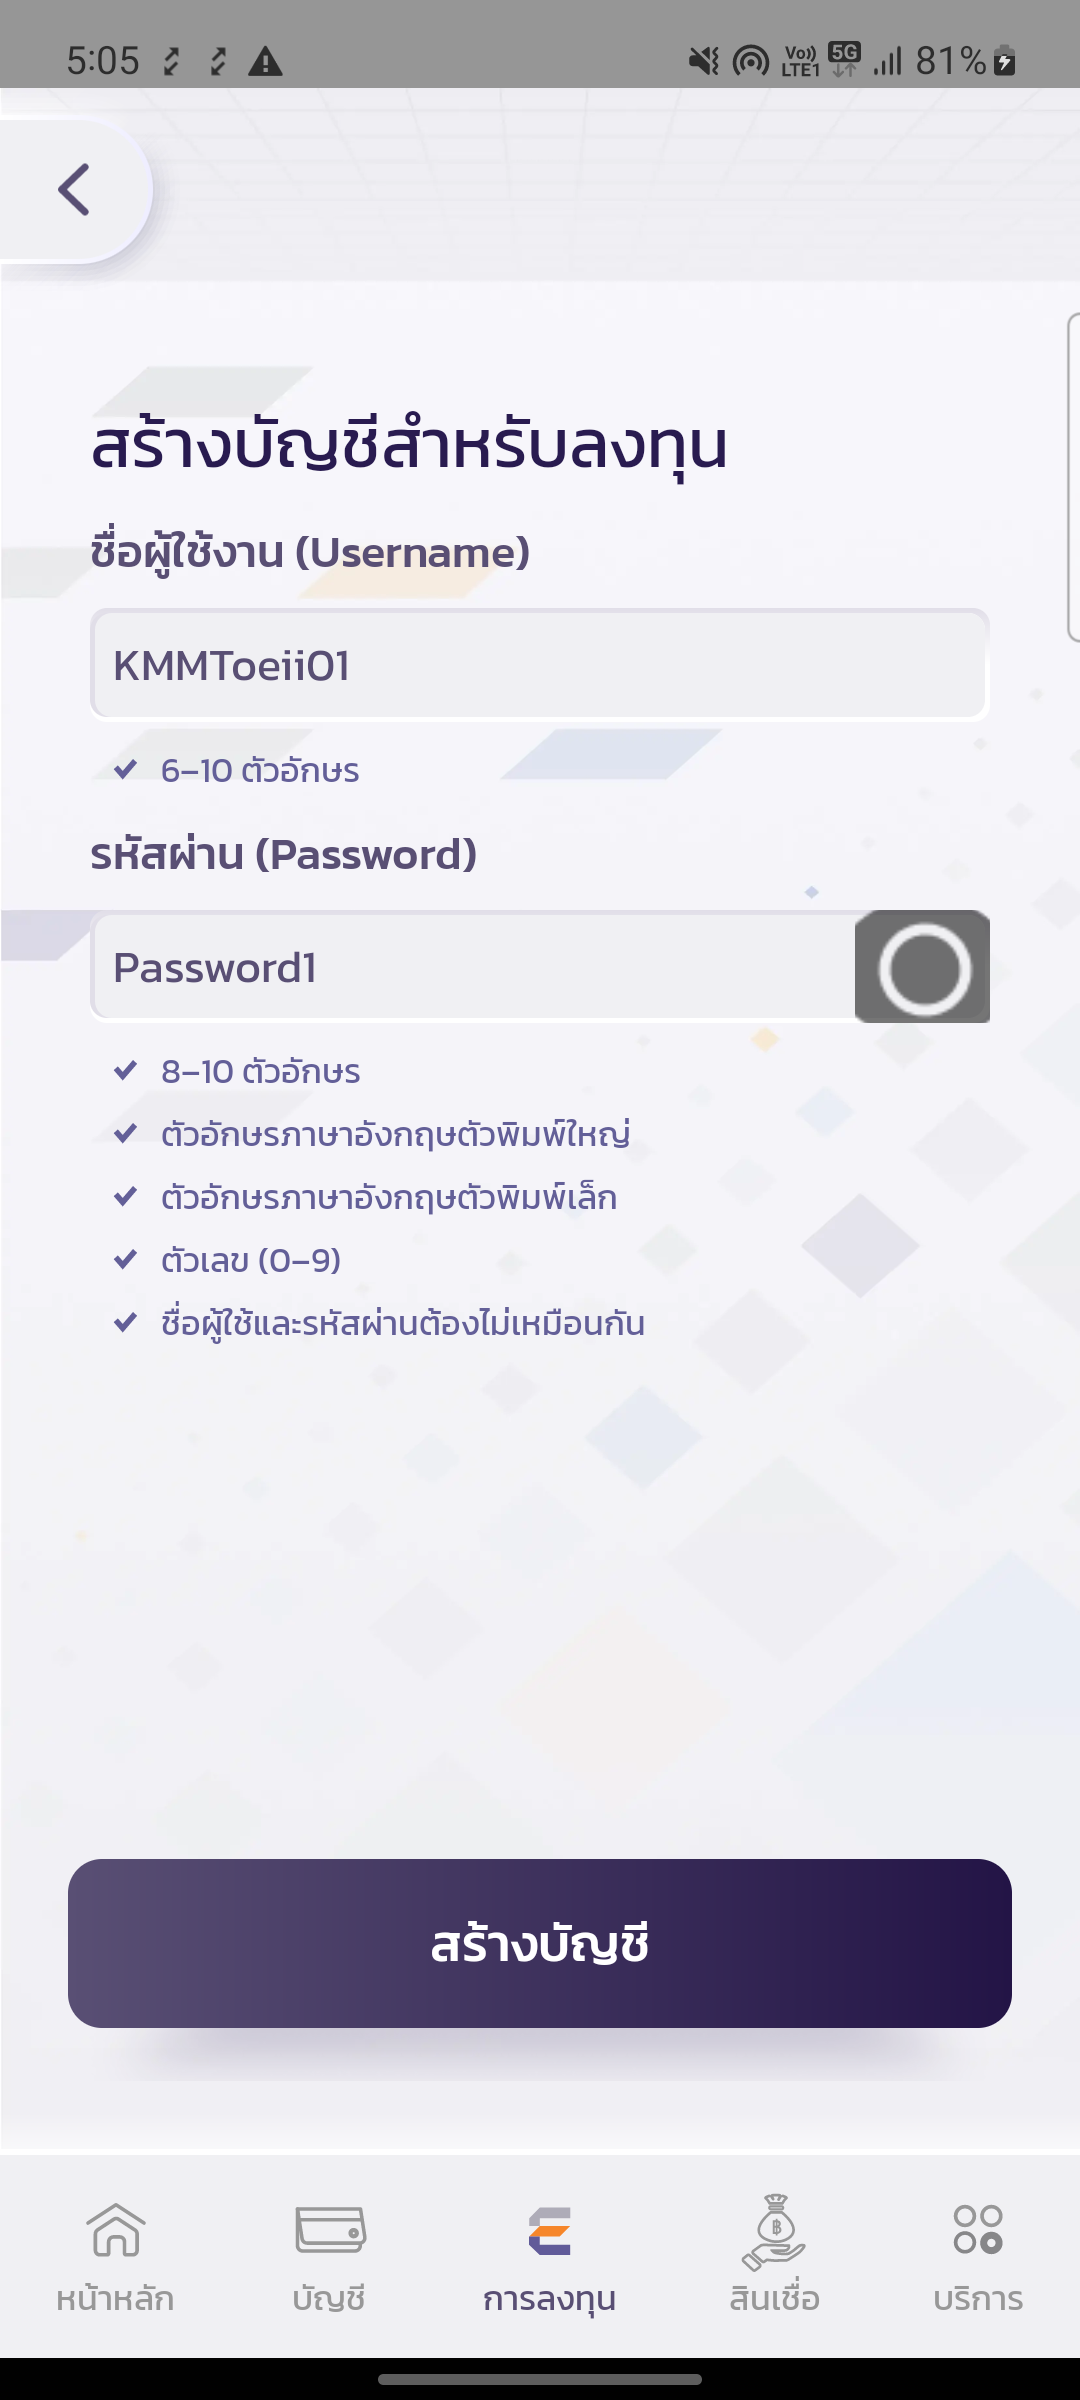 5:05
Vo)) LTE1 5G 81%
สร้างบัญชีสำหรับลงทุน
ชื่อผู้ใช้งาน (Username)
KMMToeii01
6-10 ตัวอักษร
รหัสผ่าน (Password)
Password1
8-10 ตัวอักษร
ตัวอักษรภาษาอังกฤษตัวพิมพ์ใหญ่
ตัวอักษรภาษาอังกฤษตัวพิมพ์เล็ก
ตัวเลข (0-9)
ชื่อผู้ใช้และรหัสผ่านต้องไม่เหมือนกัน
สร้างบัญชี
หน้าหลัก บัญชี การลงทุน สินเชื่อ บริการ